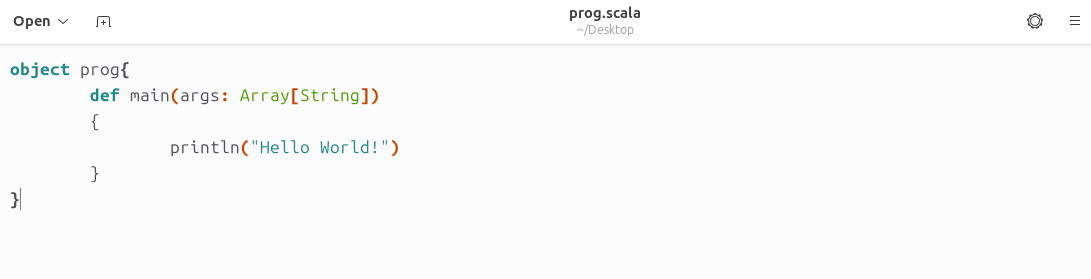 Open
prog.scala
~/Desktop
object prog{
        def main(args: Array[String])
        {
                println("Hello World!")
        }
}